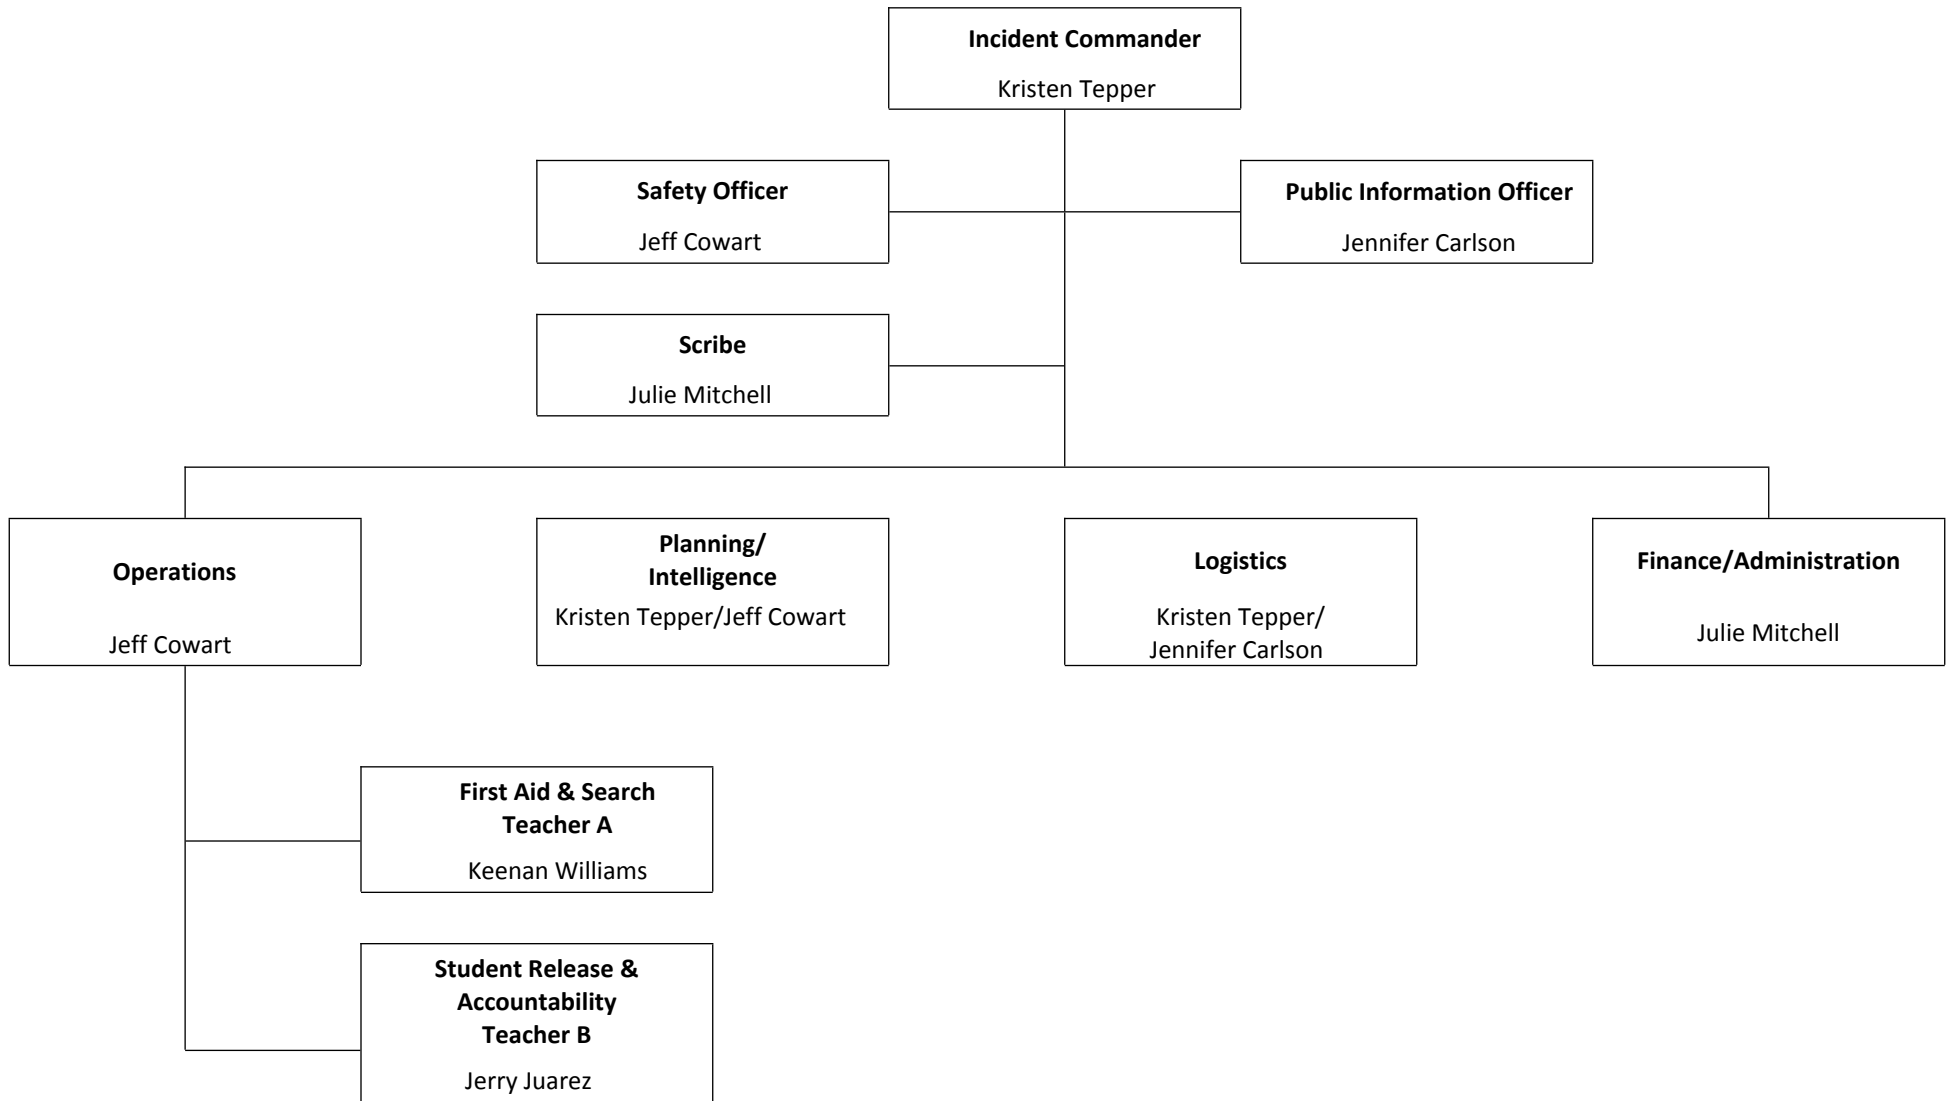 Incident Commander
Kristen Tepper
Safety Officer
Jeff Cowart
Public Information Officer
Jennifer Carlson
Scribe
Julie Mitchell
Operations
Jeff Cowart
Planning/
Intelligence
Kristen Tepper/Jeff Cowart
Logistics
Kristen Tepper/
Jennifer Carlson
Finance/Administration
Julie Mitchell
First Aid & Search
Teacher A
Keenan Williams
Student Release &
Accountability
Teacher B
Jerry Juarez